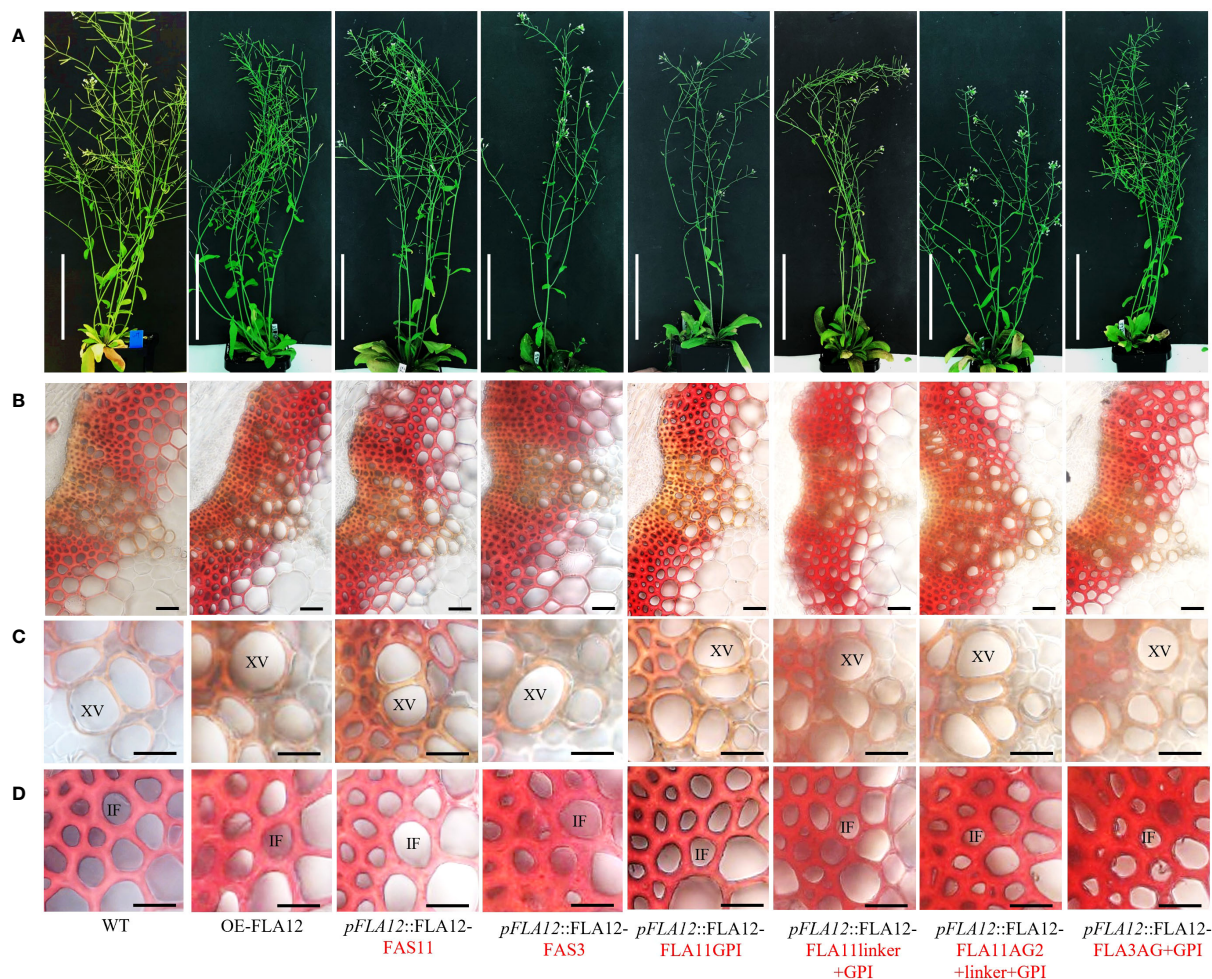 A
B
C
XV
XV
XV
XV
XV
XV
XV
XV
D
IF
IF
IF
IF
IF
IF
IF
IF
WT
OE-FLA12
pFLA12::FLA12-
FAS11
pFLA12::FLA12-
FAS3
pFLA12::FLA12-
FLA11GPI
pFLA12::FLA12-
FLA11linker
+GPI
pFLA12::FLA12-
FLA11AG2
+linker+GPI
pFLA12::FLA12-
FLA3AG+GPI